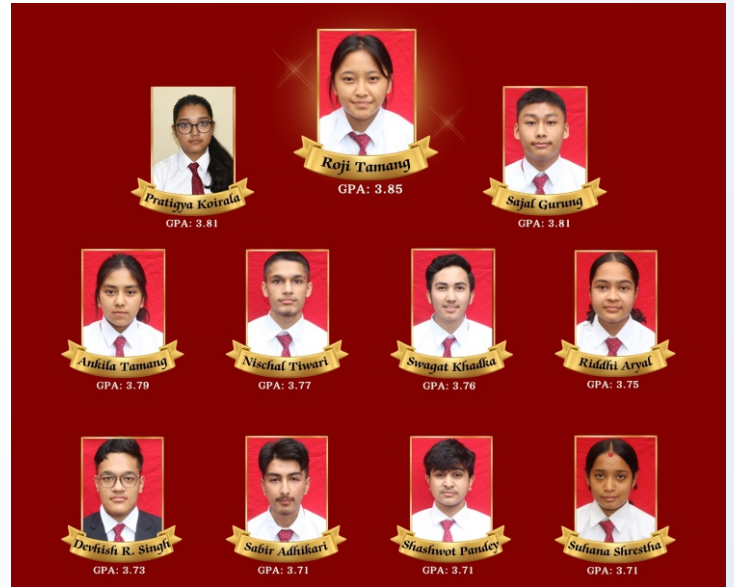 Roji Tamang
GPA: 3.85
Pratigya Koirala
GPA: 3.81
Sajal Gurung
GPA: 3.81
Ankila Tamang
GPA: 3.79
Nischal Tiwari
GPA: 3.77
Swagat Khadka
GPA: 3.76
Riddhi Aryal
GPA: 3.75
Devhish R. Singh
GPA: 3.73
Sabir Adhikari
GPA: 3.71
Shashwot Pandey
GPA: 3.71
Suhana Shrestha
GPA: 3.71